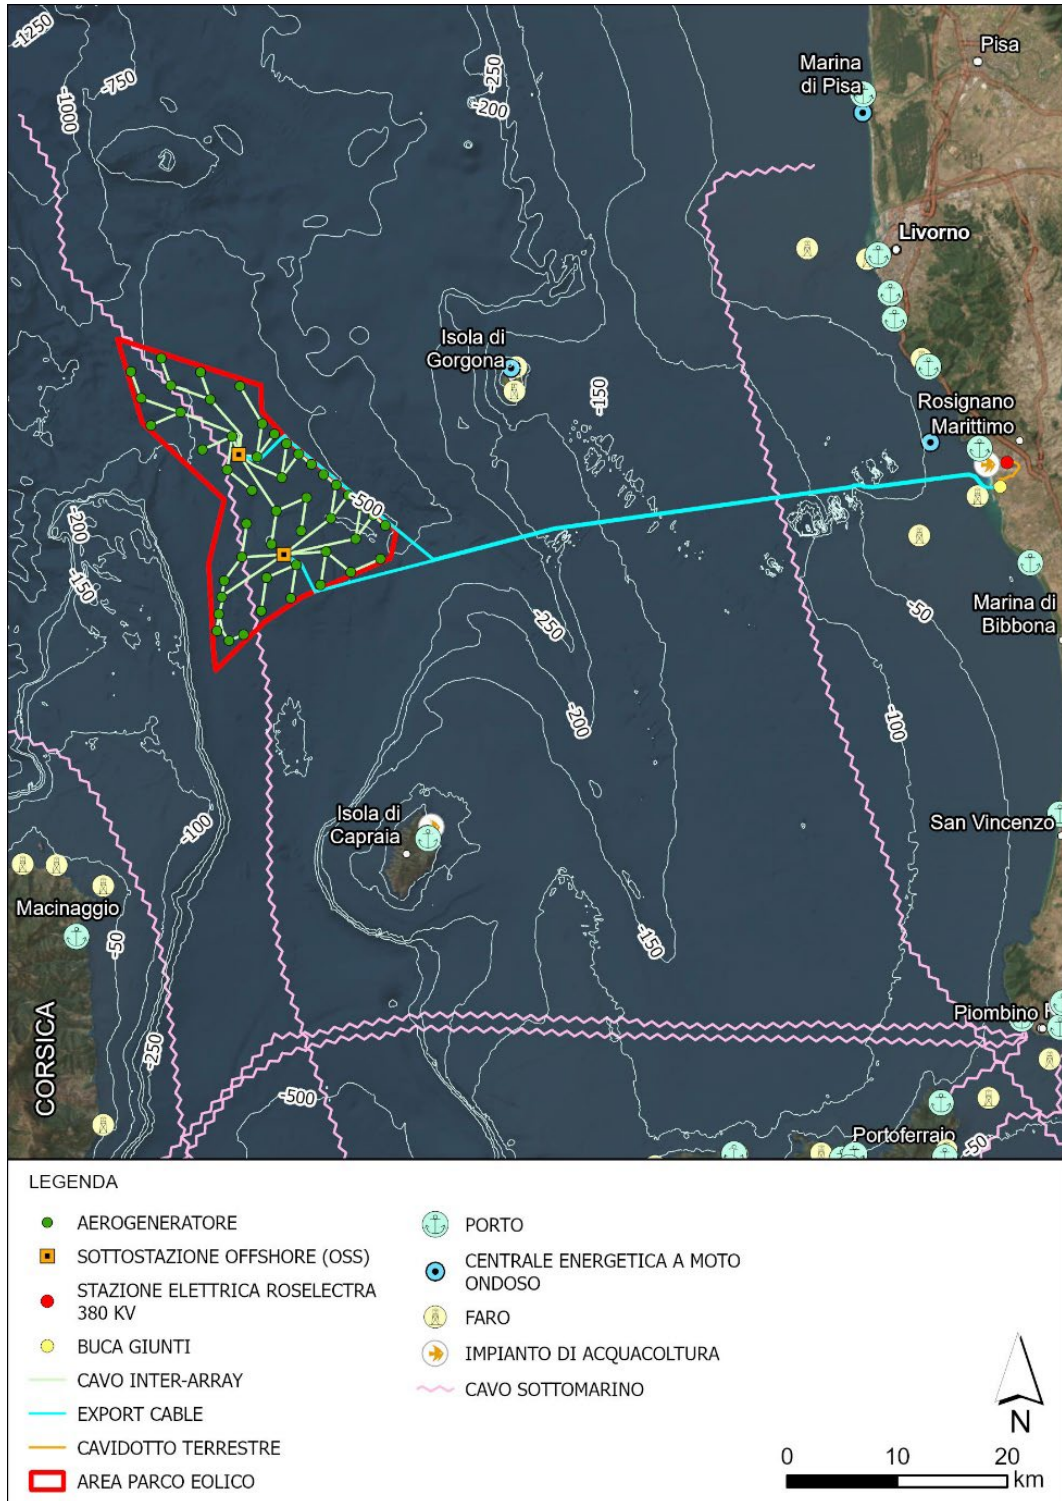 -1250
-750
-1000
-250
-200
Pisa
Marina
di Pisa
Livorno
Isola di
Gorgona
-150
Rosignano
Marittimo
-500
-200
-150
-250
-200
-50
-100
Marina di
Bibbona
-100
Isola di
Capraia
San Vincenzo
Macinaggio
-50
-150
-250
CORSICA
Piombino
-500
Portoferraio
-50
LEGENDA
AEROGENERATORE
SOTTOSTAZIONE OFFSHORE (OSS)
STAZIONE ELETTRICA ROSELECTRA
380 KV
BUCA GIUNTI
CAVO INTER-ARRAY
EXPORT CABLE
CAVIDOTTO TERRESTRE
AREA PARCO EOLICO
PORTO
CENTRALE ENERGETICA A MOTO
ONDOSO
FARO
IMPIANTO DI ACQUACOLTURA
CAVO SOTTOMARINO
N
0 10 20
km